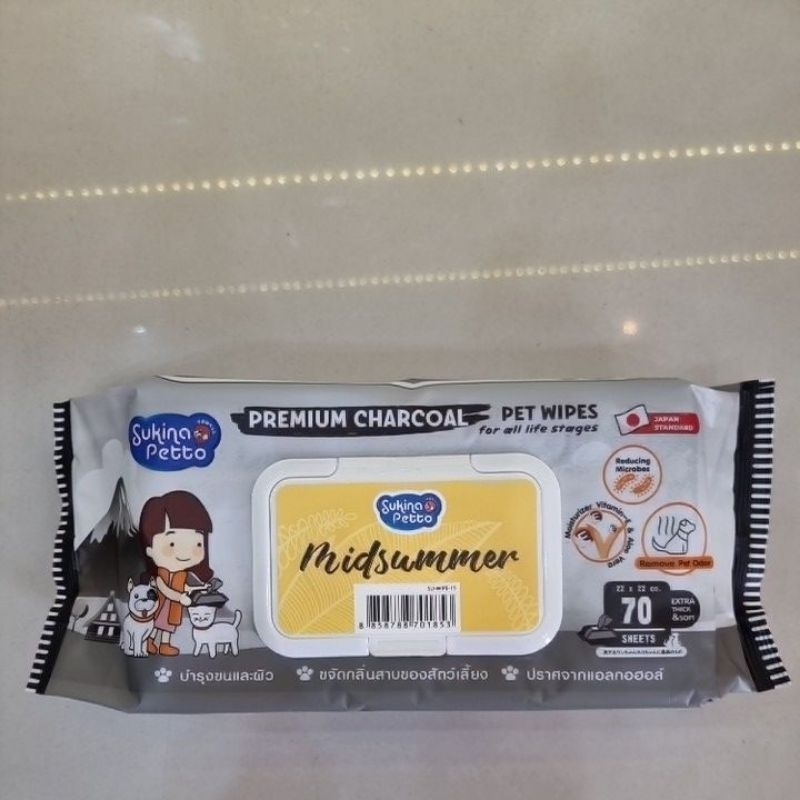 Sukina
Petto
PREMIUM CHARCOAL PET WIPES
for all life stages
JAPAN
STANDARD
Reducing
Microbes
Moisturizer Vitamin-E & Aloe Vera
Remove Pet Odor
Sukina
Petto
Midsummer
8 858788 701853
22 x 22 cm.
70
SHEETS
EXTRA
THICK
& SOFT
บำรุงขนและผิว
ขจัดกลิ่นสาบของสัตว์เลี้ยง
ปราศจากแอลกอฮอล์